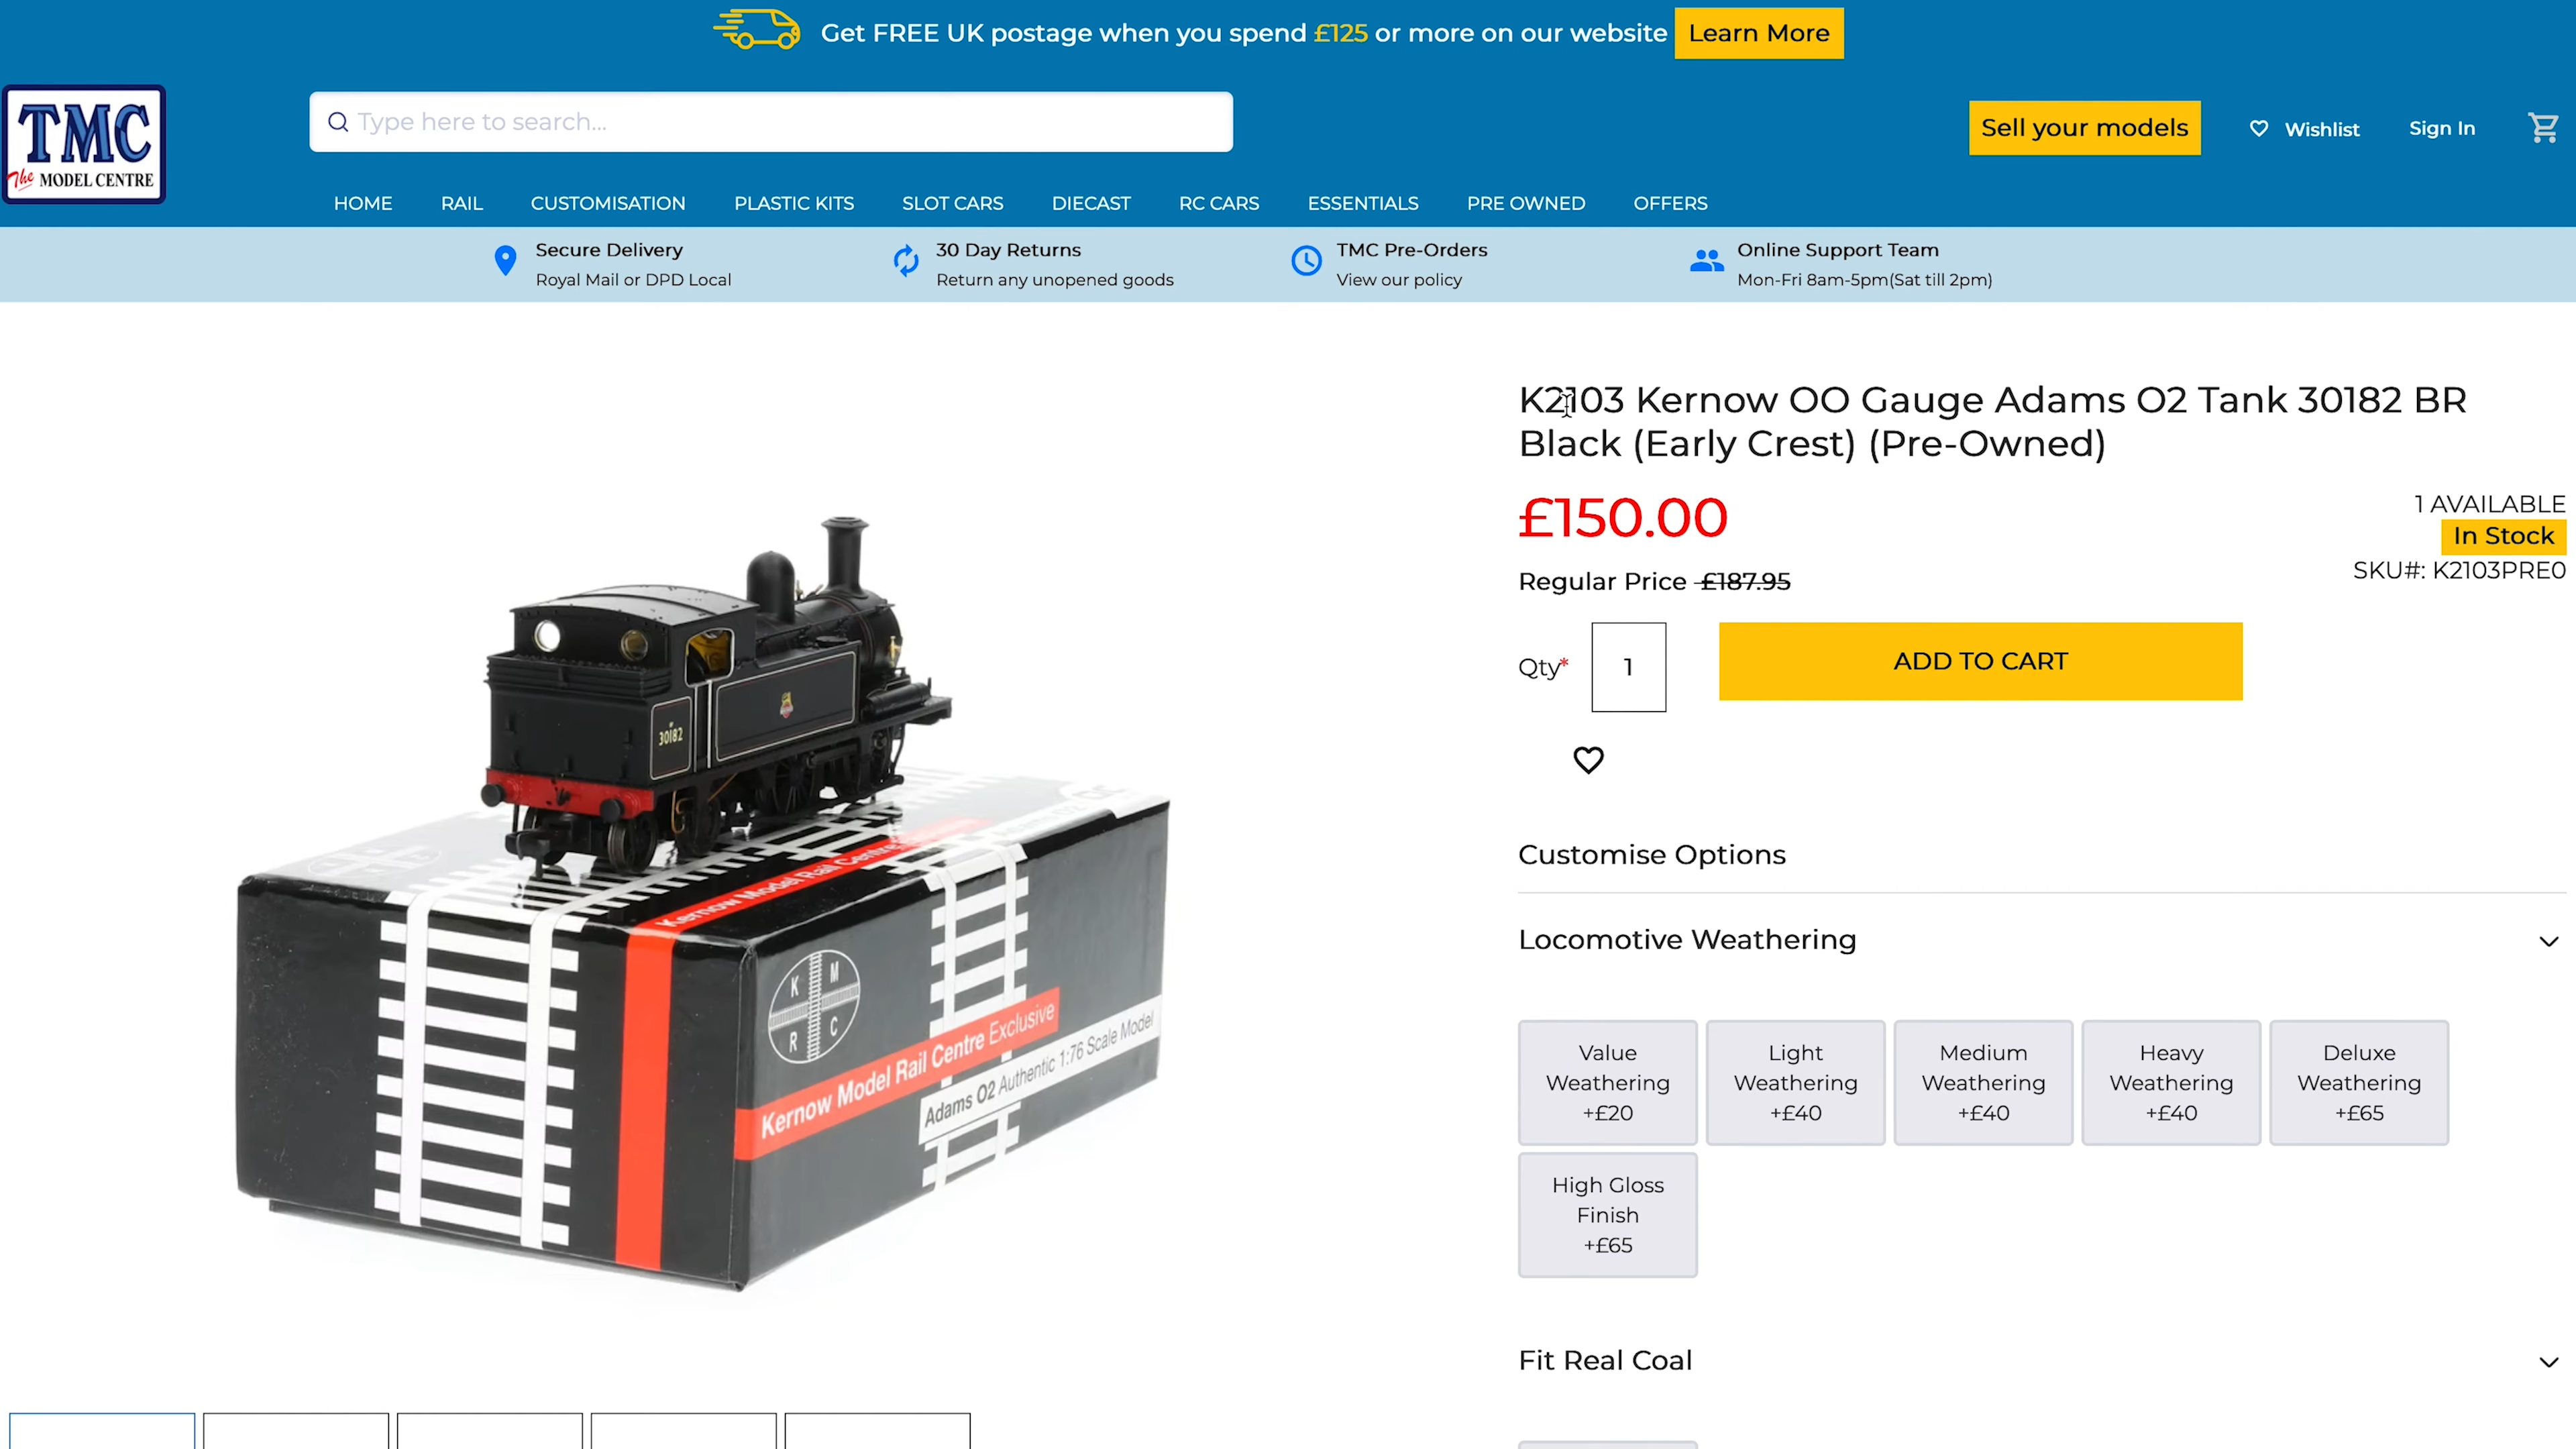 Get FREE UK postage when you spend £125 or more on our website
Learn More
TMC
The MODEL CENTRE
Type here to search...
Sell your models
Wishlist
Sign In
HOME
RAIL
CUSTOMISATION
PLASTIC KITS
SLOT CARS
DIECAST
RC CARS
ESSENTIALS
PRE OWNED
OFFERS
Secure Delivery
Royal Mail or DPD Local
30 Day Returns
Return any unopened goods
TMC Pre-Orders
View our policy
Online Support Team
Mon-Fri 8am-5pm(Sat till 2pm)
K2103 Kernow OO Gauge Adams O2 Tank 30182 BR
Black (Early Crest) (Pre-Owned)
£150.00
1 AVAILABLE
In Stock
SKU#: K2103PRE0
Regular Price £187.95
Qty*
1
ADD TO CART
30182
Kernow Model Rail Centre
K M
R C
Kernow Model Rail Centre Exclusive
Adams O2 Authentic 1:76 Scale Model
Customise Options
Locomotive Weathering
Value
Weathering
+£20
Light
Weathering
+£40
Medium
Weathering
+£40
Heavy
Weathering
+£40
Deluxe
Weathering
+£65
High Gloss
Finish
+£65
Fit Real Coal